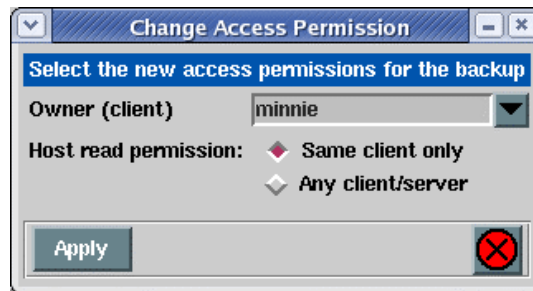 Change Access Permission
Select the new access permissions for the backup
Owner (client) minnie
Host read permission: Same client only
Any client/server
Apply